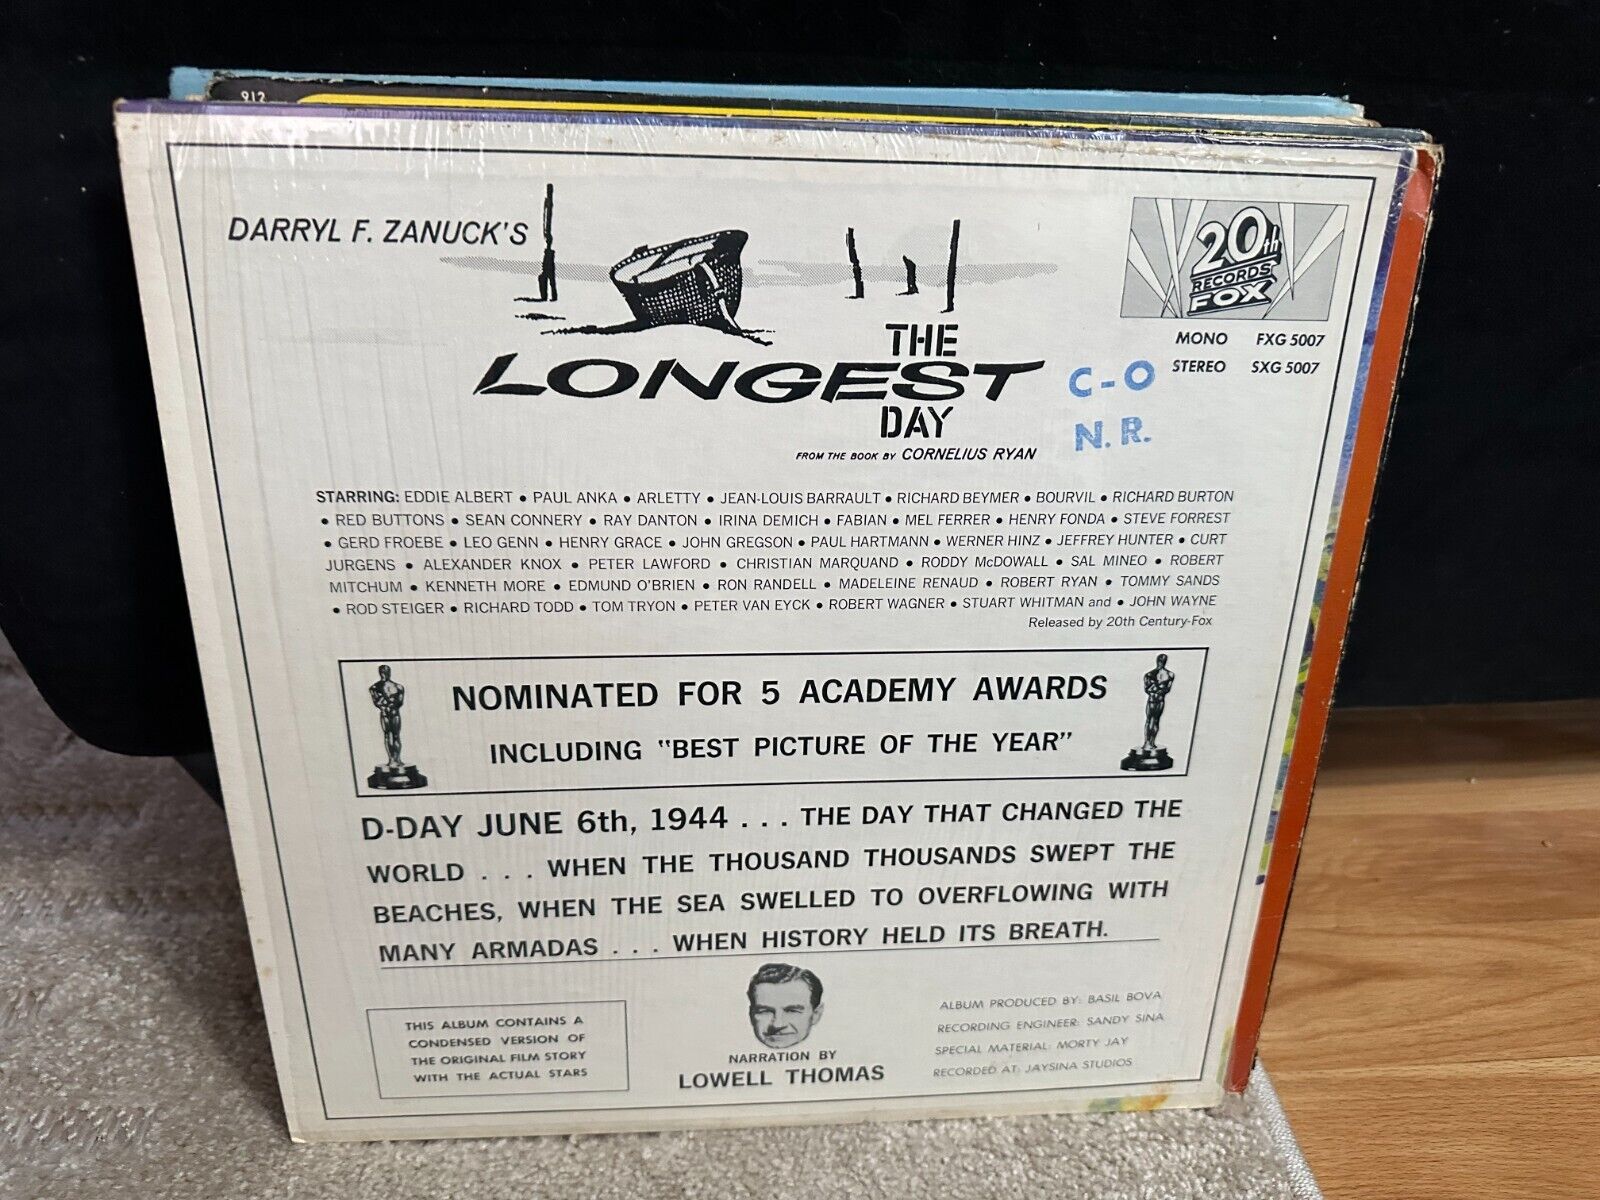 912
DARRYL F. ZANUCK'S
THE
LONGEST
DAY
FROM THE BOOK BY CORNELIUS RYAN
20th
RECORDS
FOX
MONO FXG 5007
STEREO SXG 5007
C-O
N.R.
STARRING: EDDIE ALBERT • PAUL ANKA • ARLETTY • JEAN-LOUIS BARRAULT • RICHARD BEYMER • BOURVIL • RICHARD BURTON
• RED BUTTONS • SEAN CONNERY • RAY DANTON • IRINA DEMICH • FABIAN • MEL FERRER • HENRY FONDA • STEVE FORREST
• GERD FROEBE • LEO GENN • HENRY GRACE • JOHN GREGSON • PAUL HARTMANN • WERNER HINZ • JEFFREY HUNTER • CURT
JURGENS • ALEXANDER KNOX • PETER LAWFORD • CHRISTIAN MARQUAND • RODDY McDOWALL • SAL MINEO • ROBERT
MITCHUM • KENNETH MORE • EDMUND O'BRIEN • RON RANDELL • MADELEINE RENAUD • ROBERT RYAN • TOMMY SANDS
• ROD STEIGER • RICHARD TODD • TOM TRYON • PETER VAN EYCK • ROBERT WAGNER • STUART WHITMAN and • JOHN WAYNE
Released by 20th Century-Fox
NOMINATED FOR 5 ACADEMY AWARDS
INCLUDING "BEST PICTURE OF THE YEAR"
D-DAY JUNE 6th, 1944 . . . THE DAY THAT CHANGED THE
WORLD . . . WHEN THE THOUSAND THOUSANDS SWEPT THE
BEACHES, WHEN THE SEA SWELLED TO OVERFLOWING WITH
MANY ARMADAS . . . WHEN HISTORY HELD ITS BREATH.
THIS ALBUM CONTAINS A
CONDENSED VERSION OF
THE ORIGINAL FILM STORY
WITH THE ACTUAL STARS
NARRATION BY
LOWELL THOMAS
ALBUM PRODUCED BY: BASIL BOVA
RECORDING ENGINEER: SANDY SINA
SPECIAL MATERIAL: MORTY JAY
RECORDED AT: JAYSINA STUDIOS